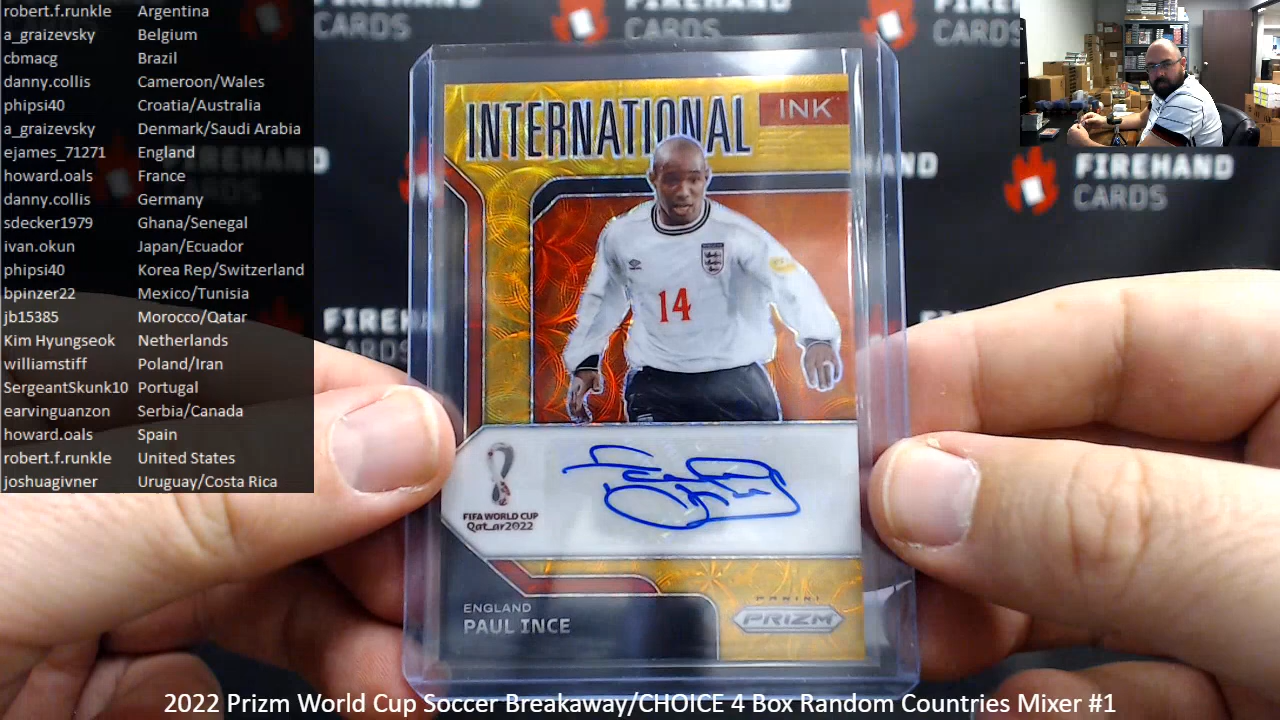 robert.f.runkle Argentina
a_graizevsky Belgium
cbmacg Brazil
danny.collis Cameroon/Wales
phipsi40 Croatia/Australia
a_graizevsky Denmark/Saudi Arabia
ejames_71271 England
howard.oals France
danny.collis Germany
sdecker1979 Ghana/Senegal
ivan.okun Japan/Ecuador
phipsi40 Korea Rep/Switzerland
bpinzer22 Mexico/Tunisia
jb15385 Morocco/Qatar
Kim Hyungseok Netherlands
williamstiff Poland/Iran
SergeantSkunk10 Portugal
earvinguanzon Serbia/Canada
howard.oals Spain
robert.f.runkle United States
joshuagivner Uruguay/Costa Rica
FIREHAND
CARDS
INTERNATIONAL INK
14
FIFA WORLD CUP
Qatar2022
ENGLAND
PAUL INCE
PANINI
PRIZM
2022 Prizm World Cup Soccer Breakaway/CHOICE 4 Box Random Countries Mixer #1